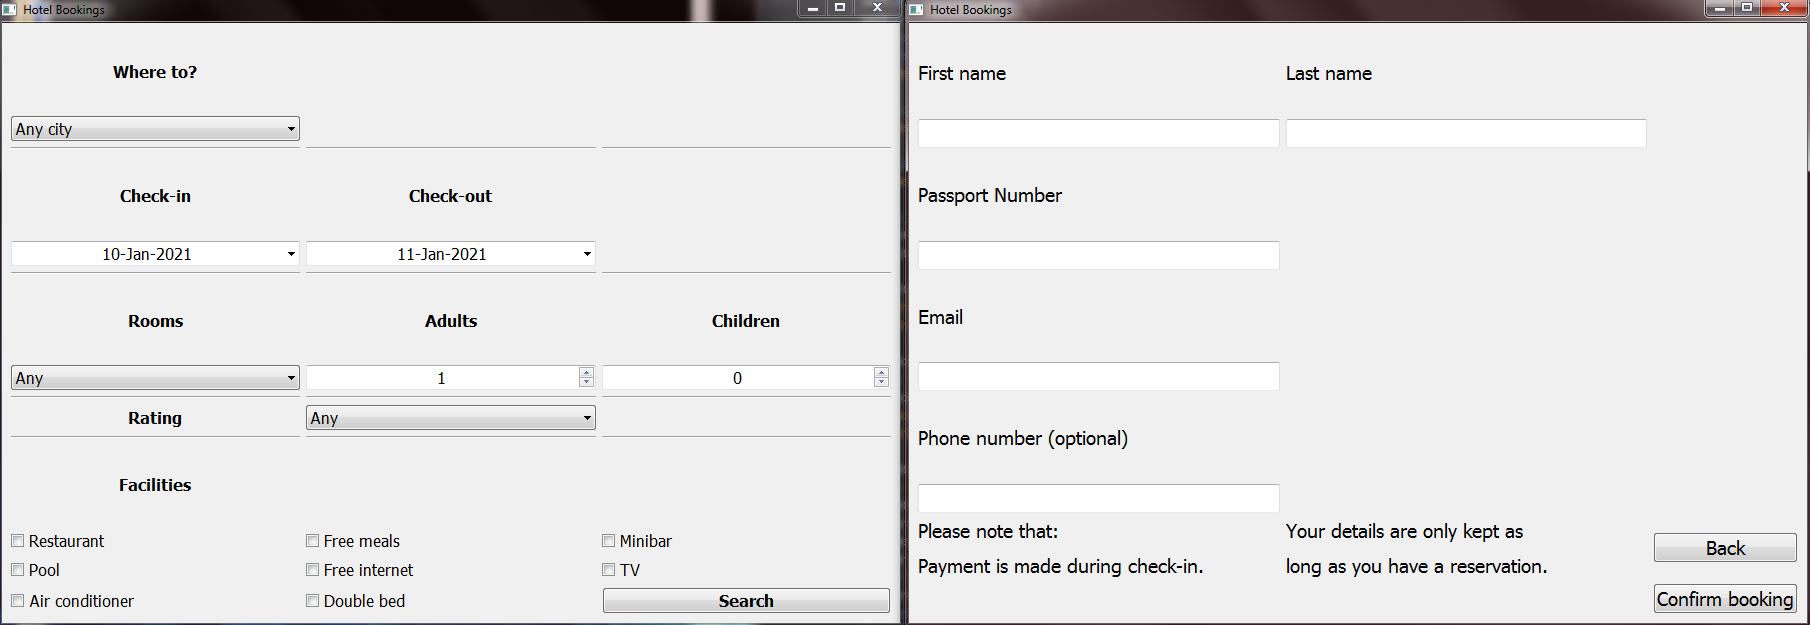 Hotel Bookings
Where to?
Any city
Check-in Check-out
10-Jan-2021 11-Jan-2021
Rooms Adults Children
Any 1 0
Rating Any
Facilities
Restaurant Free meals Minibar
Pool Free internet TV
Air conditioner Double bed Search
Hotel Bookings
First name Last name
Passport Number
Email
Phone number (optional)
Please note that: Your details are only kept as
Payment is made during check-in. long as you have a reservation.
Back
Confirm booking